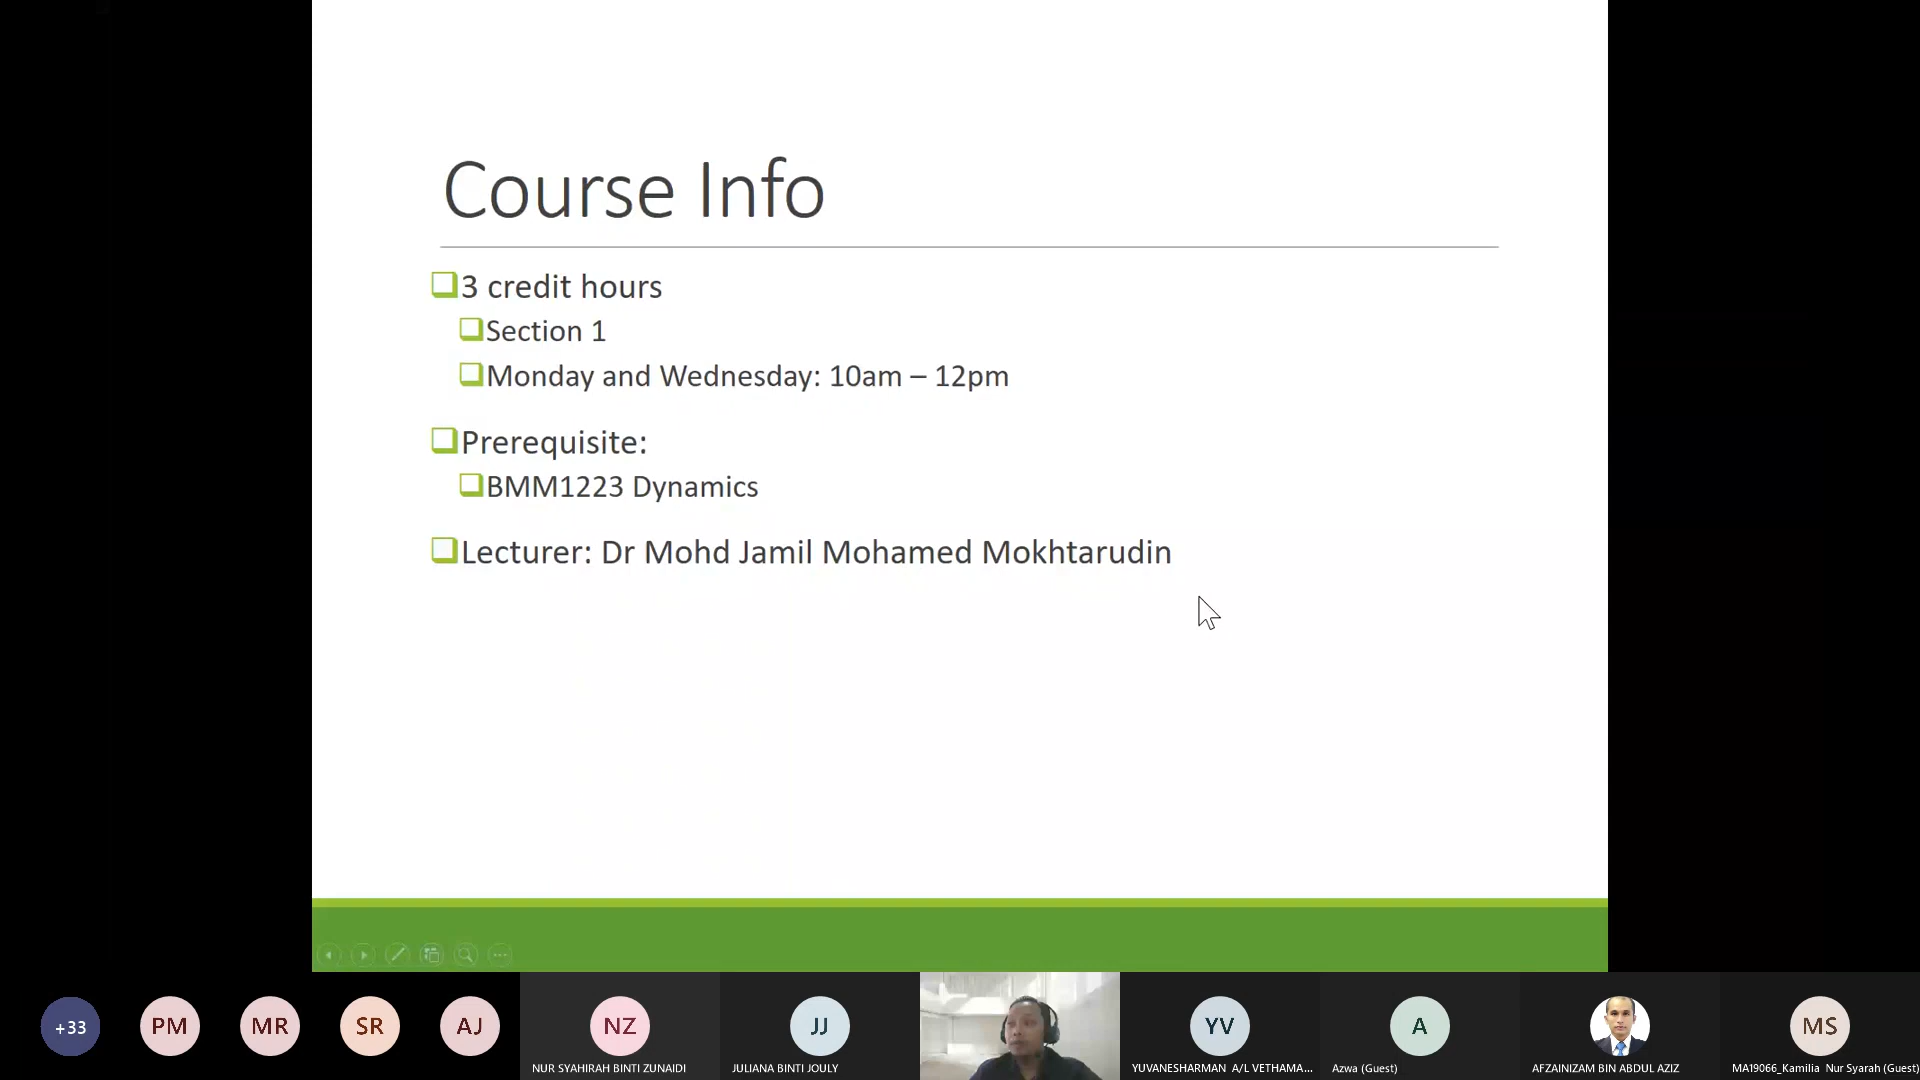 Course Info
3 credit hours
Section 1
Monday and Wednesday: 10am – 12pm
Prerequisite:
BMM1223 Dynamics
Lecturer: Dr Mohd Jamil Mohamed Mokhtarudin
+33
PM
MR
SR
AJ
NZ
NUR SYAHIRAH BINTI ZUNAIDI
JJ
JULIANA BINTI JOULY
YV
YUVANESHARMAN A/L VETHAMA...
A
Azwa (Guest)
AFZAINIZAM BIN ABDUL AZIZ
MS
MA19066_Kamilia Nur Syarah (Guest)